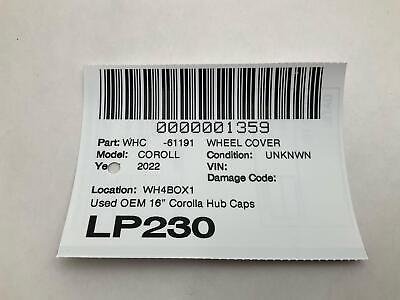 0000001359
Part: WHC -61191 WHEEL COVER
Model: COROLL Condition: UNKNWN
Ye 2022 VIN:
Damage Code:
Location: WH4BOX1
Used OEM 16" Corolla Hub Caps
LP230